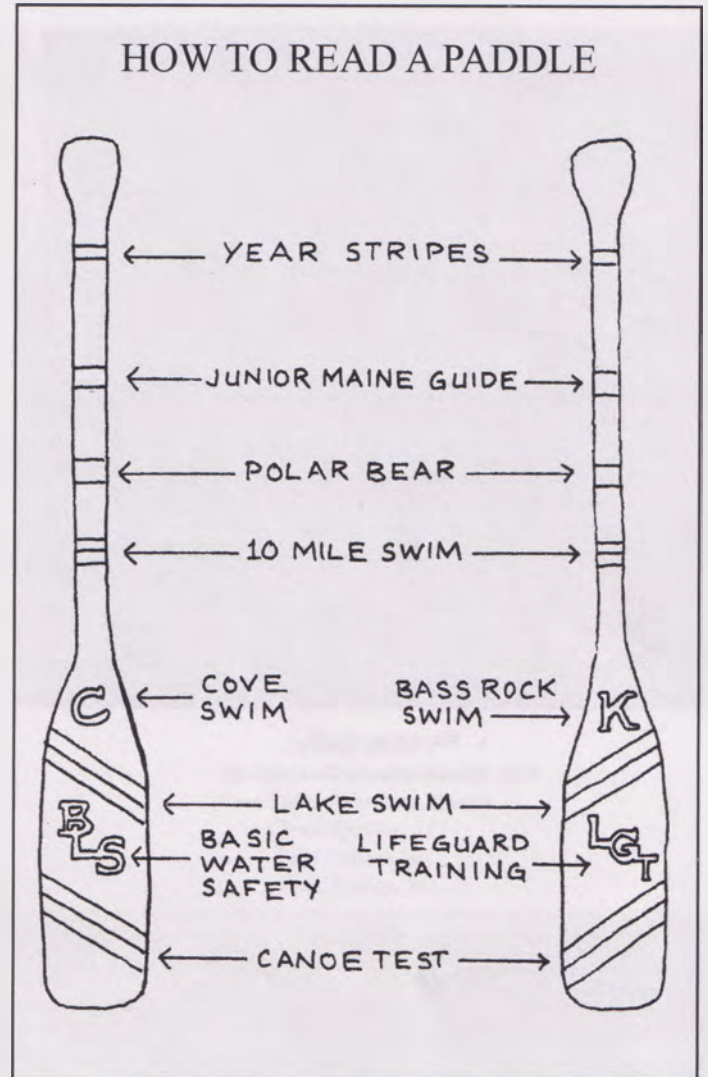 HOW TO READ A PADDLE
YEAR STRIPES
JUNIOR MAINE GUIDE
POLAR BEAR
10 MILE SWIM
C
COVE
SWIM
BASS ROCK
SWIM
K
LAKE SWIM
BLS
BASIC
WATER
SAFETY
LIFEGUARD
TRAINING
LGT
CANOE TEST